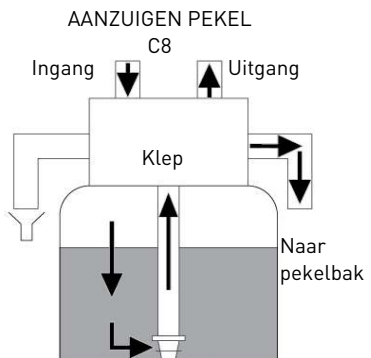 AANZUIGEN PEKEL
C8
Ingang
Uitgang
Klep
Naar
pekelbak